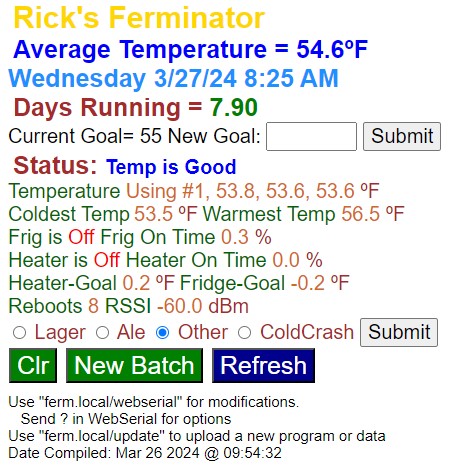 Rick's Ferminator
Average Temperature = 54.6ºF
Wednesday 3/27/24 8:25 AM
Days Running = 7.90
Current Goal= 55 New Goal: Submit
Status: Temp is Good
Temperature Using #1, 53.8, 53.6, 53.6 ºF
Coldest Temp 53.5 ºF Warmest Temp 56.5 ºF
Frig is Off Frig On Time 0.3 %
Heater is Off Heater On Time 0.0 %
Heater-Goal 0.2 ºF Fridge-Goal -0.2 ºF
Reboots 8 RSSI -60.0 dBm
Lager Ale Other ColdCrash Submit
Clr New Batch Refresh
Use "ferm.local/webserial" for modifications.
Send ? in WebSerial for options
Use "ferm.local/update" to upload a new program or data
Date Compiled: Mar 26 2024 @ 09:54:32